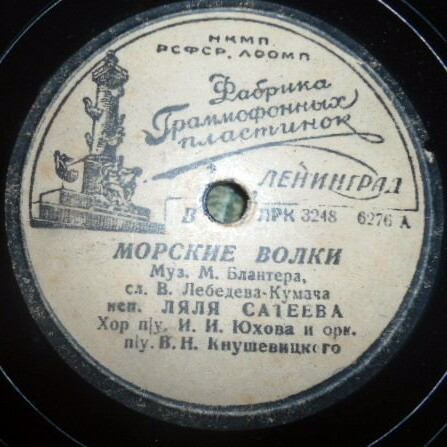 НКМП
РСФСР, ЛООМП
Фабрика
Граммофонных
пластинок
ЛЕНИНГРАД
В ЛРК 3248 6276 А
МОРСКИЕ ВОЛКИ
Муз. М. Блантера,
сл. В. Лебедева-Кумача
исп. ЛЯЛЯ САТЕЕВА
Хор п/у. И. И. Юхова и орк.
п/у. В. Н. Кнушевицкого